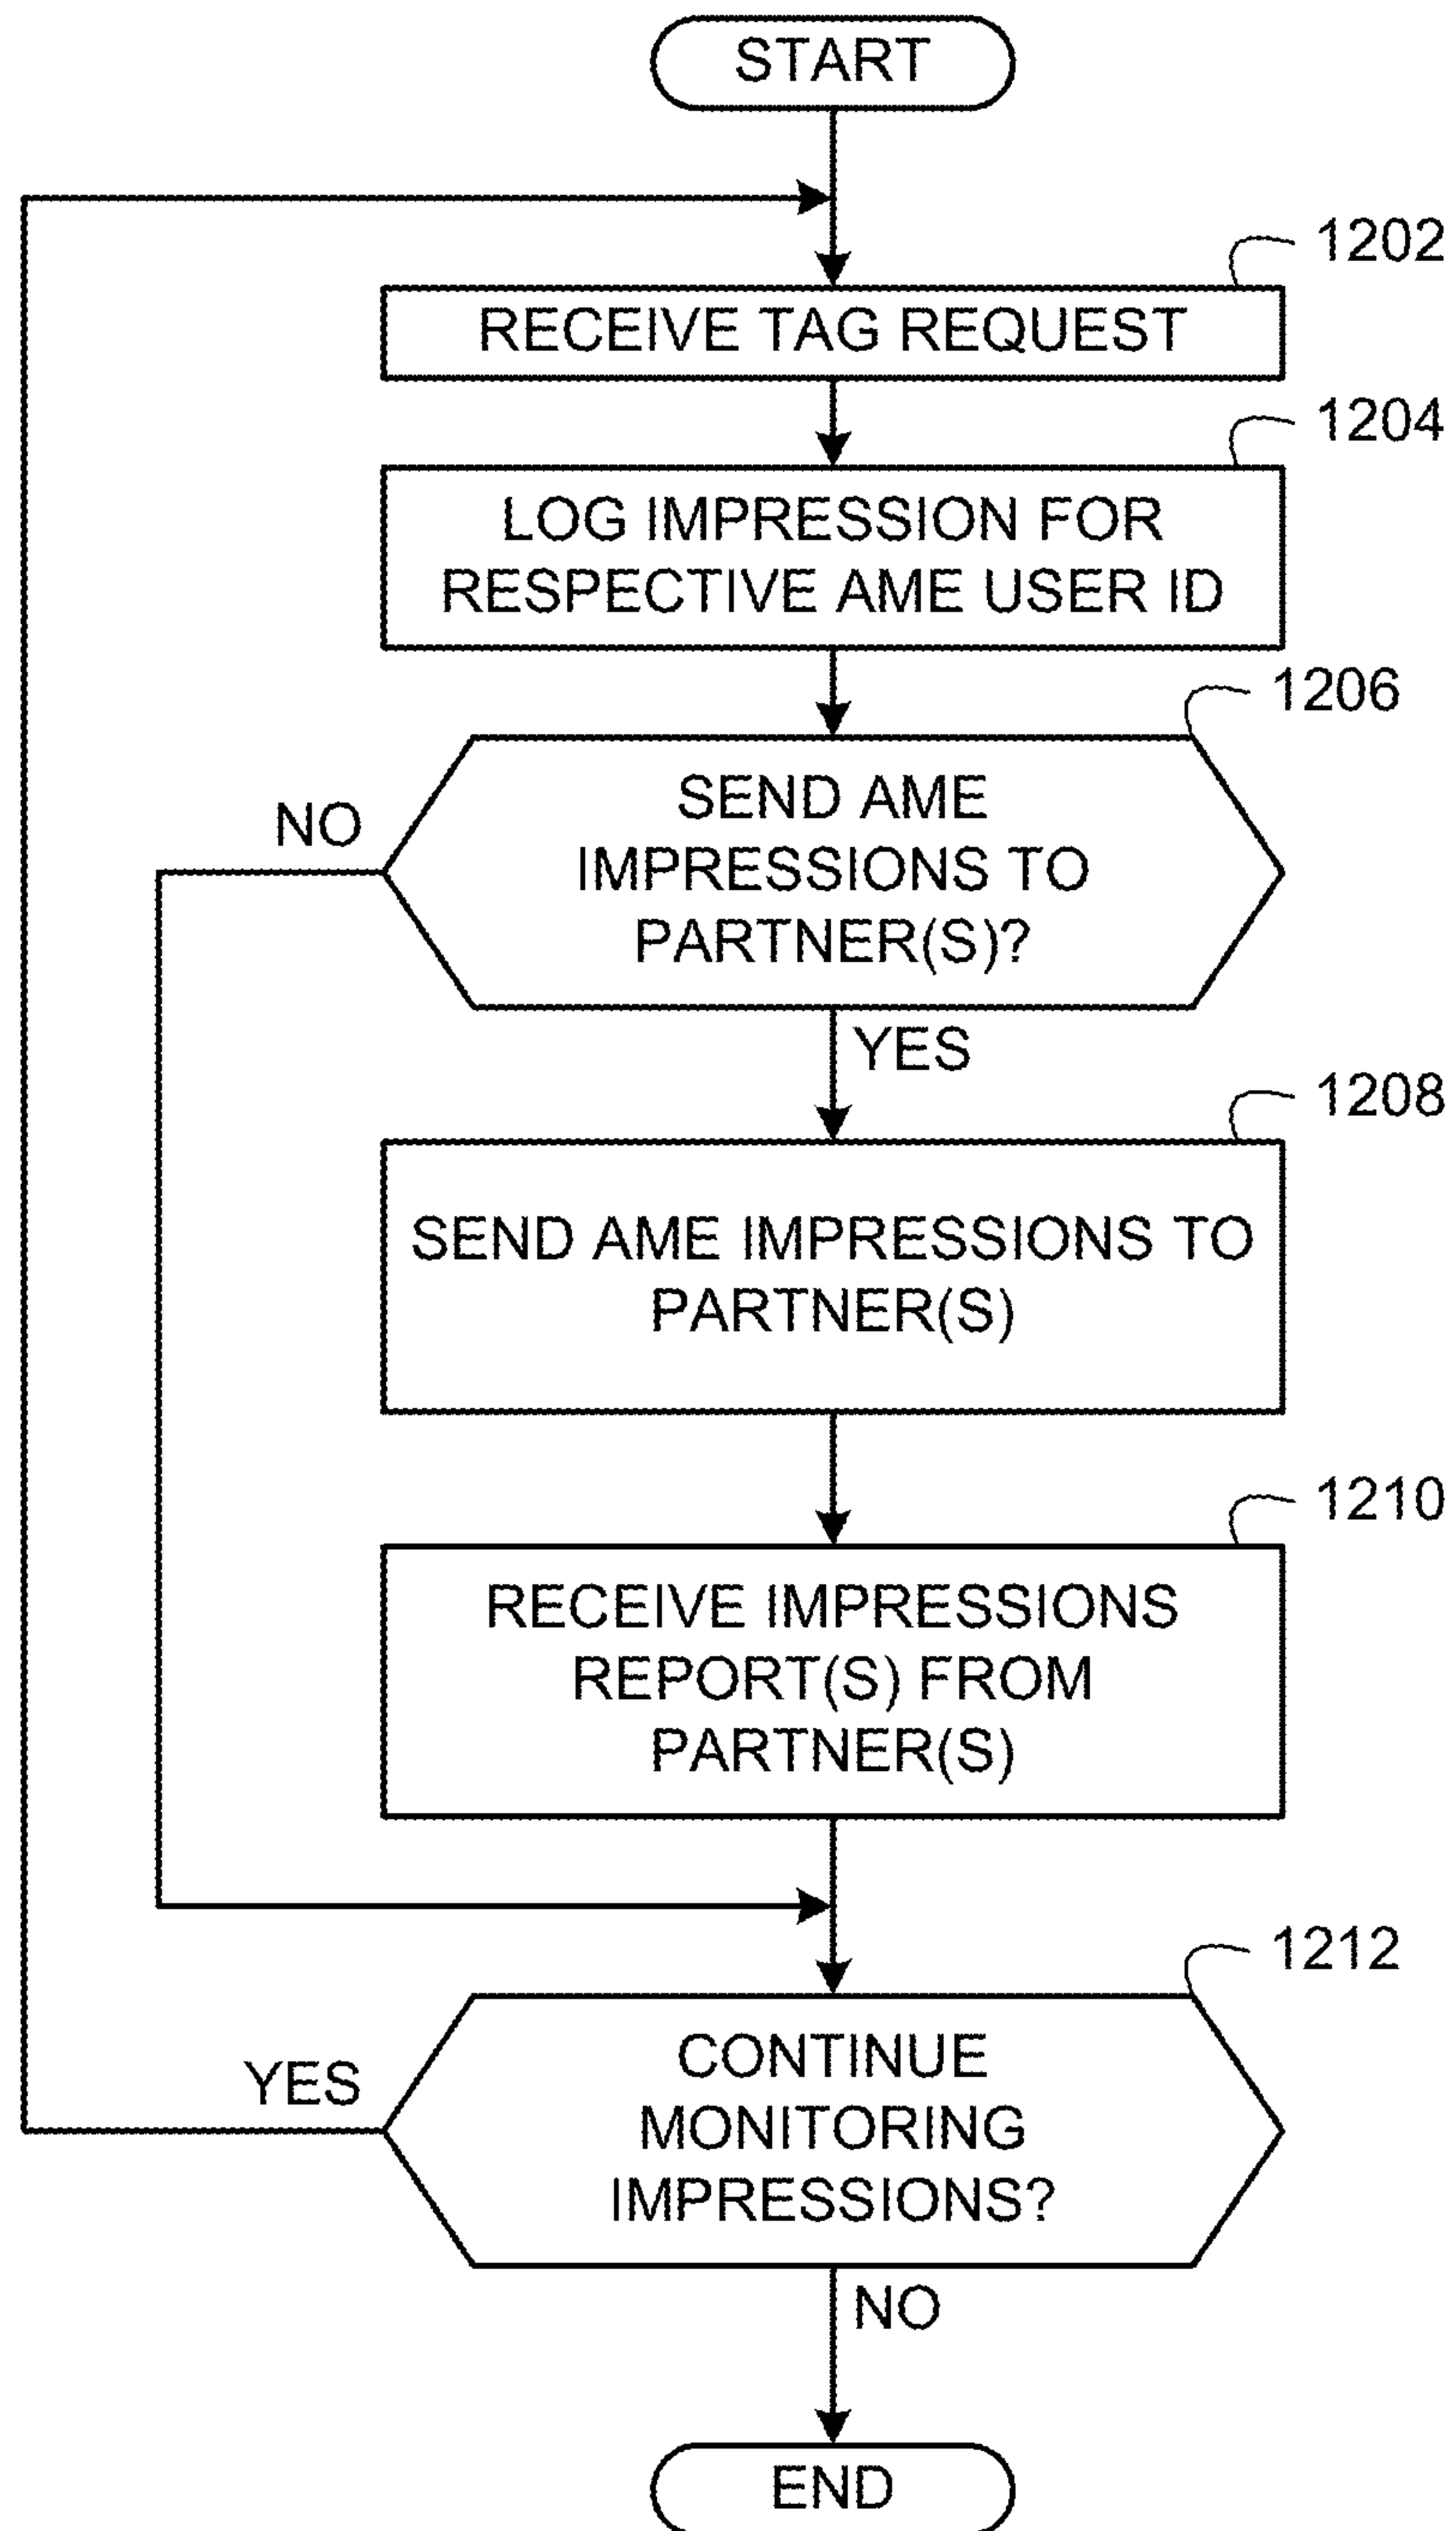 START
1202
RECEIVE TAG REQUEST
1204
LOG IMPRESSION FOR
RESPECTIVE AME USER ID
1206
SEND AME
IMPRESSIONS TO
PARTNER(S)?
NO
YES
1208
SEND AME IMPRESSIONS TO
PARTNER(S)
1210
RECEIVE IMPRESSIONS
REPORT(S) FROM
PARTNER(S)
1212
CONTINUE
MONITORING
IMPRESSIONS?
YES
NO
END